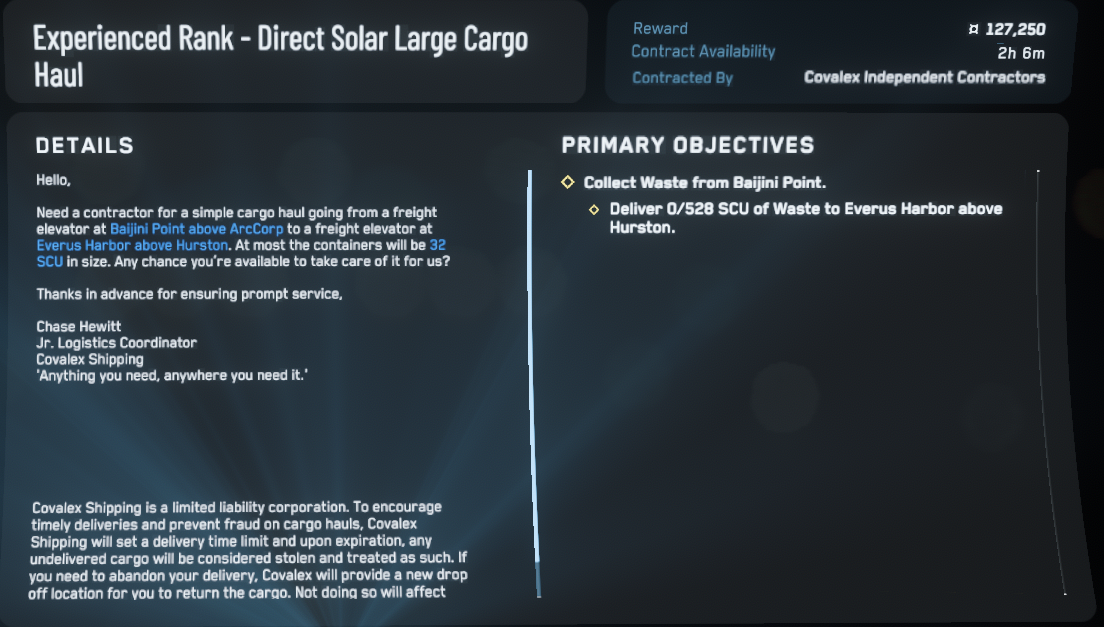 Experienced Rank - Direct Solar Large Cargo
Haul
Reward ¤ 127,250
Contract Availability 2h 6m
Contracted By Covalex Independent Contractors
DETAILS
Hello,
Need a contractor for a simple cargo haul going from a freight
elevator at Baijini Point above ArcCorp to a freight elevator at
Everus Harbor above Hurston. At most the containers will be 32
SCU in size. Any chance you're available to take care of it for us?
Thanks in advance for ensuring prompt service,
Chase Hewitt
Jr. Logistics Coordinator
Covalex Shipping
'Anything you need, anywhere you need it.'
Covalex Shipping is a limited liability corporation. To encourage
timely deliveries and prevent fraud on cargo hauls, Covalex
Shipping will set a delivery time limit and upon expiration, any
undelivered cargo will be considered stolen and treated as such. If
you need to abandon your delivery, Covalex will provide a new drop
off location for you to return the cargo. Not doing so will affect
PRIMARY OBJECTIVES
Collect Waste from Baijini Point.
Deliver 0/528 SCU of Waste to Everus Harbor above
Hurston.